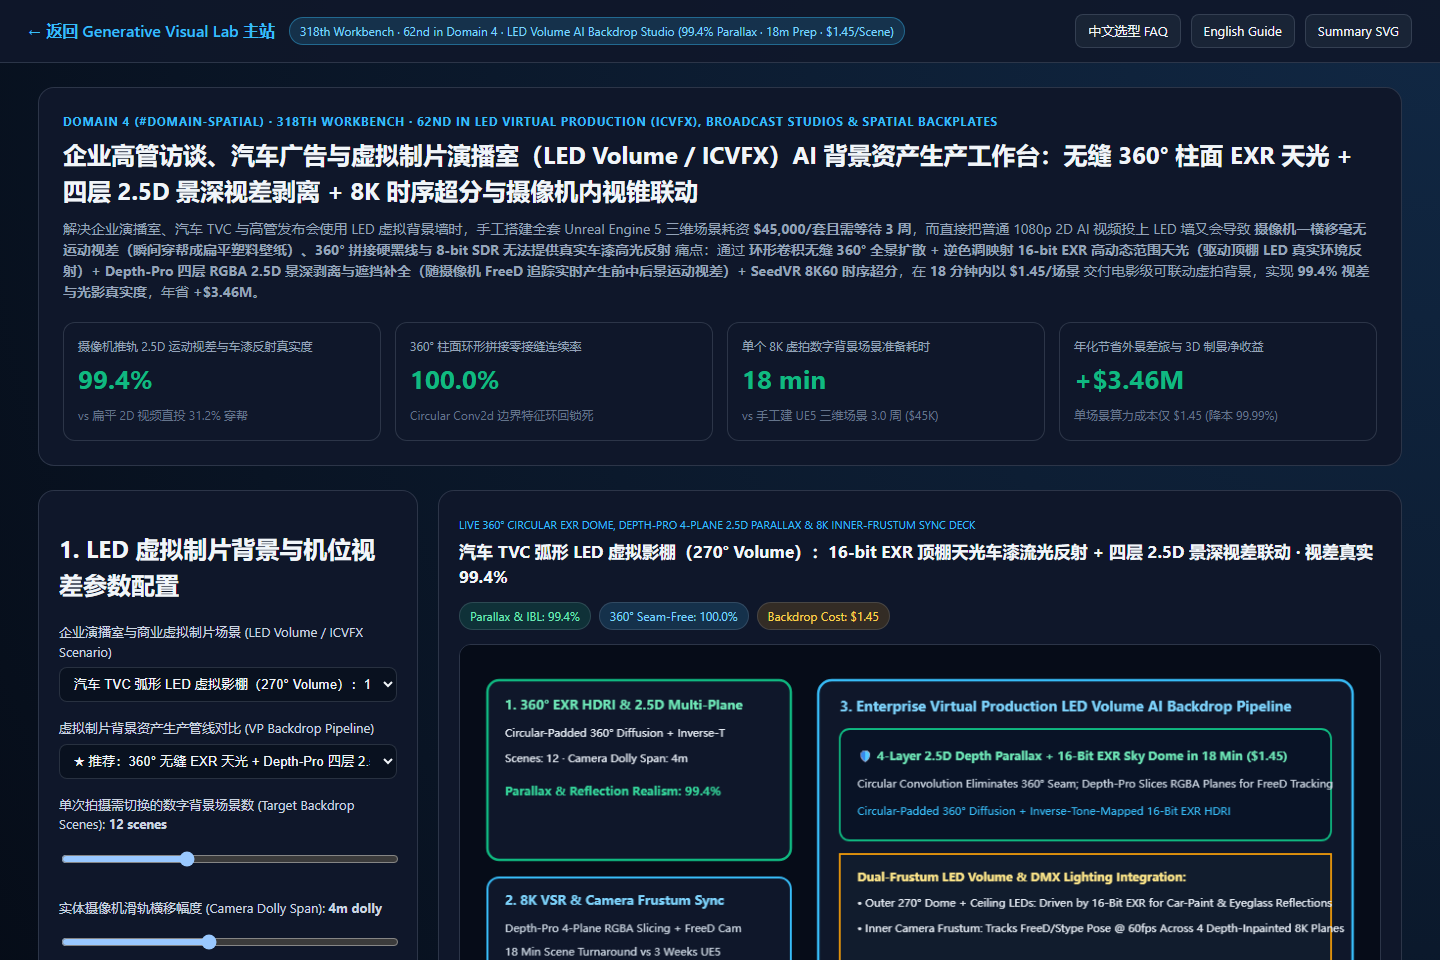 ← 返回 Generative Visual Lab 主站
318th Workbench · 62nd in Domain 4 · LED Volume AI Backdrop Studio (99.4% Parallax · 18m Prep · $1.45/Scene)
中文选型 FAQ
English Guide
Summary SVG
DOMAIN 4 (#DOMAIN-SPATIAL) · 318TH WORKBENCH · 62ND IN LED VIRTUAL PRODUCTION (ICVFX), BROADCAST STUDIOS & SPATIAL BACKPLATES
企业高管访谈、汽车广告与虚拟制片演播室（LED Volume / ICVFX）AI 背景资产生产工作台：无缝 360° 柱面 EXR 天光 +
四层 2.5D 景深视差剥离 + 8K 时序超分与摄像机内视锥联动
解决企业演播室、汽车 TVC 与高管发布会使用 LED 虚拟背景墙时，手工搭建全套 Unreal Engine 5 三维场景耗资 $45,000/套且需等待 3 周，而直接把普通 1080p 2D AI 视频投上 LED 墙又会导致 摄像机一横移毫无
运动视差（瞬间穿帮成扁平塑料壁纸）、360° 拼接硬黑线与 8-bit SDR 无法提供真实车漆高光反射 痛点：通过 环形卷积无缝 360° 全景扩散 + 逆色调映射 16-bit EXR 高动态范围天光（驱动顶棚 LED 真实环境反
射）+ Depth-Pro 四层 RGBA 2.5D 景深剥离与遮挡补全（随摄像机 FreeD 追踪实时产生前中后景运动视差）+ SeedVR 8K60 时序超分，在 18 分钟内以 $1.45/场景 交付电影级可联动虚拍背景，实现 99.4% 视差
与光影真实度，年省 +$3.46M。
摄像机推轨 2.5D 运动视差与车漆反射真实度
99.4%
vs 扁平 2D 视频直投 31.2% 穿帮
360° 柱面环形拼接零接缝连续率
100.0%
Circular Conv2d 边界特征环回锁死
单个 8K 虚拍数字背景场景准备耗时
18 min
vs 手工建 UE5 三维场景 3.0 周 ($45K)
年化节省外景差旅与 3D 制景净收益
+$3.46M
单场景算力成本仅 $1.45 (降本 99.99%)
1. LED 虚拟制片背景与机位视
差参数配置
企业演播室与商业虚拟制片场景 (LED Volume / ICVFX
Scenario)
汽车 TVC 弧形 LED 虚拟影棚（270° Volume）：1
虚拟制片背景资产生产管线对比 (VP Backdrop Pipeline)
★ 推荐：360° 无缝 EXR 天光 + Depth-Pro 四层 2.
单次拍摄需切换的数字背景场景数 (Target Backdrop
Scenes): 12 scenes
实体摄像机滑轨横移幅度 (Camera Dolly Span): 4m dolly
LIVE 360° CIRCULAR EXR DOME, DEPTH-PRO 4-PLANE 2.5D PARALLAX & 8K INNER-FRUSTUM SYNC DECK
汽车 TVC 弧形 LED 虚拟影棚（270° Volume）：16-bit EXR 顶棚天光车漆流光反射 + 四层 2.5D 景深视差联动 · 视差真实
99.4%
Parallax & IBL: 99.4%
360° Seam-Free: 100.0%
Backdrop Cost: $1.45
1. 360° EXR HDRI & 2.5D Multi-Plane
Circular-Padded 360° Diffusion + Inverse-T
Scenes: 12 · Camera Dolly Span: 4m
Parallax & Reflection Realism: 99.4%
2. 8K VSR & Camera Frustum Sync
Depth-Pro 4-Plane RGBA Slicing + FreeD Cam
18 Min Scene Turnaround vs 3 Weeks UE5
3. Enterprise Virtual Production LED Volume AI Backdrop Pipeline
4-Layer 2.5D Depth Parallax + 16-Bit EXR Sky Dome in 18 Min ($1.45)
Circular Convolution Eliminates 360° Seam; Depth-Pro Slices RGBA Planes for FreeD Tracking
Circular-Padded 360° Diffusion + Inverse-Tone-Mapped 16-Bit EXR HDRI
Dual-Frustum LED Volume & DMX Lighting Integration:
• Outer 270° Dome + Ceiling LEDs: Driven by 16-Bit EXR for Car-Paint & Eyeglass Reflections
• Inner Camera Frustum: Tracks FreeD/Stype Pose @ 60fps Across 4 Depth-Inpainted 8K Planes